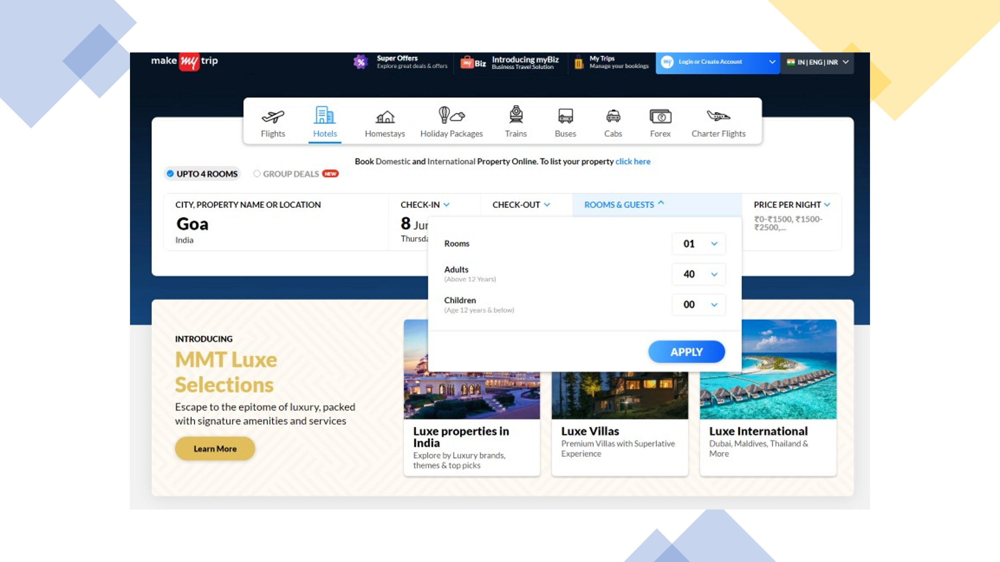 make my trip
Super Offers
Explore great deals & offers
my Biz
Introducing myBiz
Business Travel Solution
My Trips
Manage your bookings
my
Login or Create Account
IN | ENG | INR
Flights
Hotels
Homestays
Holiday Packages
Trains
Buses
Cabs
Forex
Charter Flights
Book Domestic and International Property Online. To list your property click here
UPTO 4 ROOMS
GROUP DEALS NEW
CITY, PROPERTY NAME OR LOCATION
Goa
India
CHECK-IN
8
CHECK-OUT
ROOMS & GUESTS
PRICE PER NIGHT
₹0-₹1500, ₹1500-
₹2500,...
Rooms
01
Adults
(Above 12 Years)
40
Children
(Age 12 years & below)
00
APPLY
INTRODUCING
MMT Luxe
Selections
Escape to the epitome of luxury, packed
with signature amenities and services
Learn More
Luxe properties in
India
Explore by Luxury brands,
themes & top picks
Luxe Villas
Premium Villas with Superlative
Experience
Luxe International
Dubai, Maldives, Thailand &
More